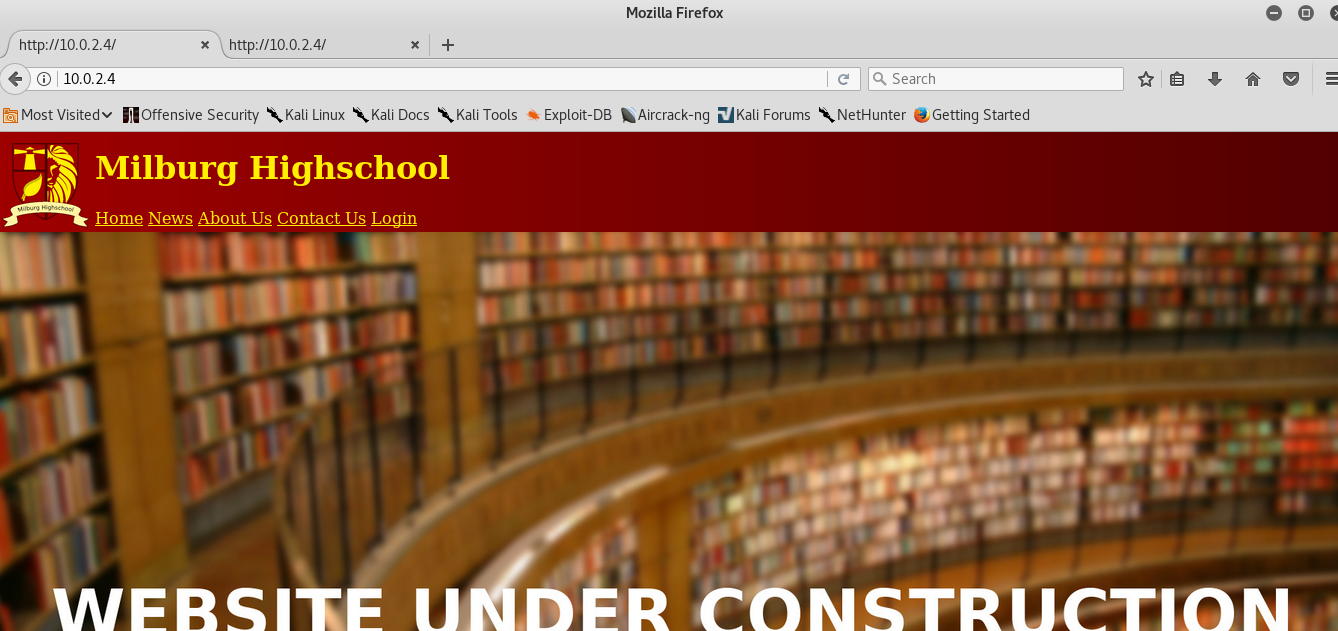 Mozilla Firefox
http://10.0.2.4/ http://10.0.2.4/
10.0.2.4 Search
Most Visited Offensive Security Kali Linux Kali Docs Kali Tools Exploit-DB Aircrack-ng Kali Forums NetHunter Getting Started
Milburg Highschool
Milburg Highschool
Home News About Us Contact Us Login
WEBSITE UNDER CONSTRUCTION